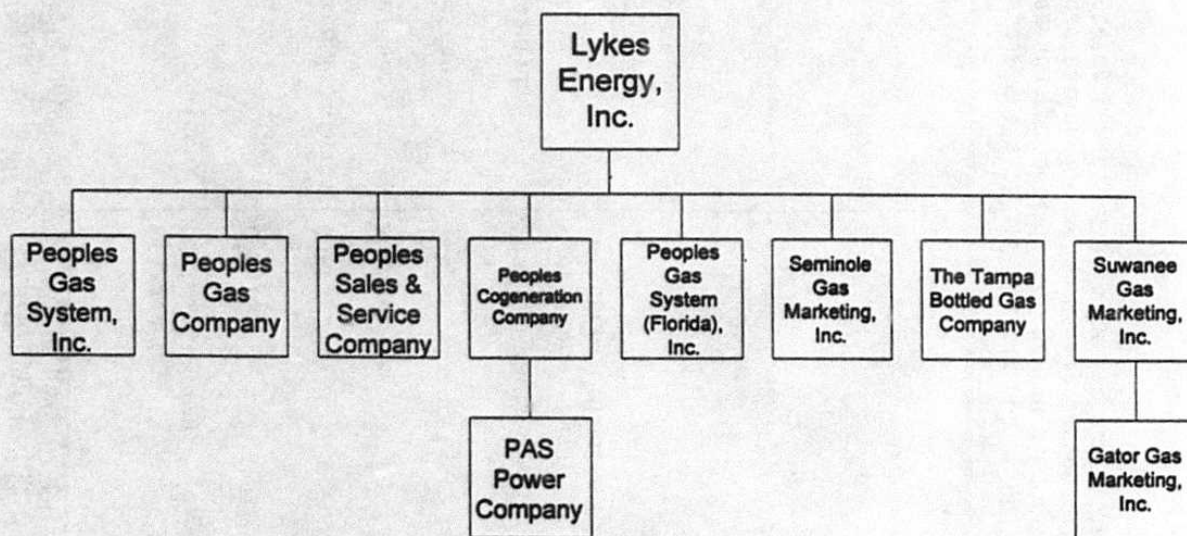 Lykes
Energy,
Inc.
Peoples
Gas
System,
Inc.
Peoples
Gas
Company
Peoples
Sales &
Service
Company
Peoples
Cogeneration
Company
Peoples
Gas
System
(Florida),
Inc.
Seminole
Gas
Marketing,
Inc.
The Tampa
Bottled Gas
Company
Suwanee
Gas
Marketing,
Inc.
PAS
Power
Company
Gator Gas
Marketing,
Inc.